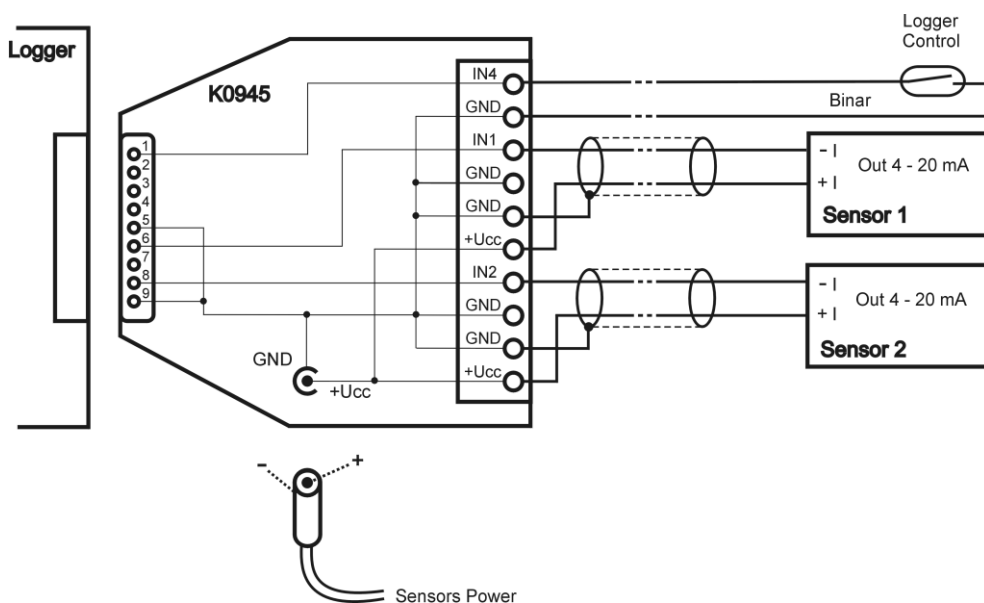 Logger
K0945
Logger
Control
Binar
IN4
GND
IN1
GND
GND
+Ucc
IN2
GND
GND
+Ucc
1
2
3
4
5
6
7
8
9
GND
+Ucc
- I
Out 4 - 20 mA
+ I
Sensor 1
- I
Out 4 - 20 mA
+ I
Sensor 2
- +
Sensors Power